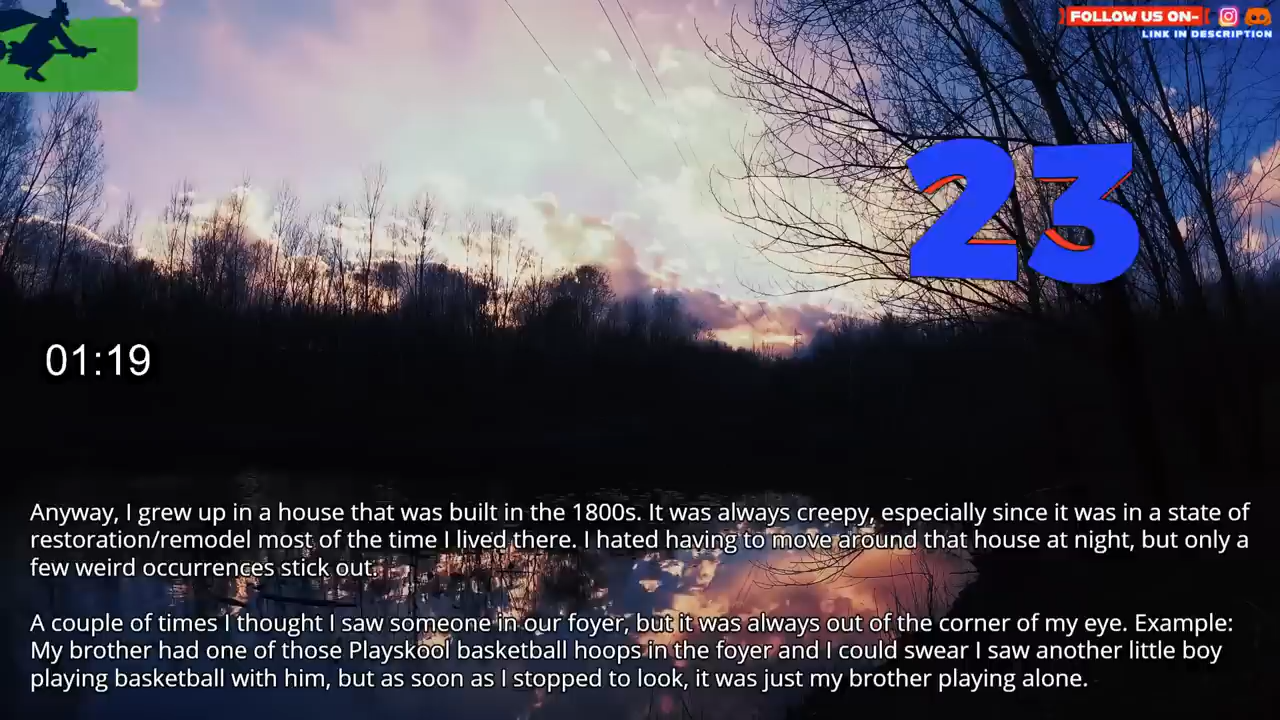 FOLLOW US ON-
LINK IN DESCRIPTION
23
01:19
Anyway, I grew up in a house that was built in the 1800s. It was always creepy, especially since it was in a state of
restoration/remodel most of the time I lived there. I hated having to move around that house at night, but only a
few weird occurrences stick out.
A couple of times I thought I saw someone in our foyer, but it was always out of the corner of my eye. Example:
My brother had one of those Playskool basketball hoops in the foyer and I could swear I saw another little boy
playing basketball with him, but as soon as I stopped to look, it was just my brother playing alone.